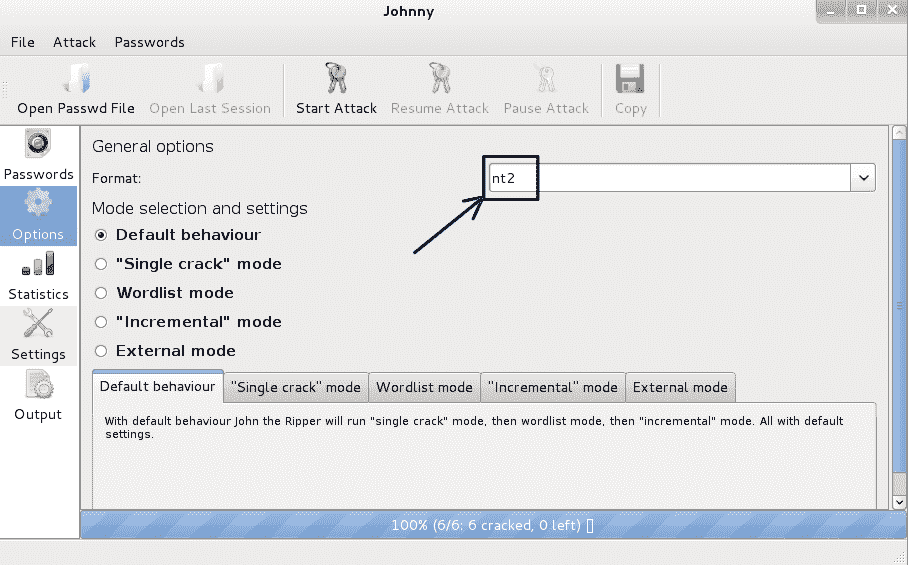 Johnny
File Attack Passwords
Open Passwd File Open Last Session Start Attack Resume Attack Pause Attack Copy
Passwords
Options
Statistics
Settings
Output
General options
Format: nt2
Mode selection and settings
Default behaviour
"Single crack" mode
Wordlist mode
"Incremental" mode
External mode
Default behaviour "Single crack" mode Wordlist mode "Incremental" mode External mode
With default behaviour John the Ripper will run "single crack" mode, then wordlist mode, then "incremental" mode. All with default
settings.
100% (6/6: 6 cracked, 0 left) []